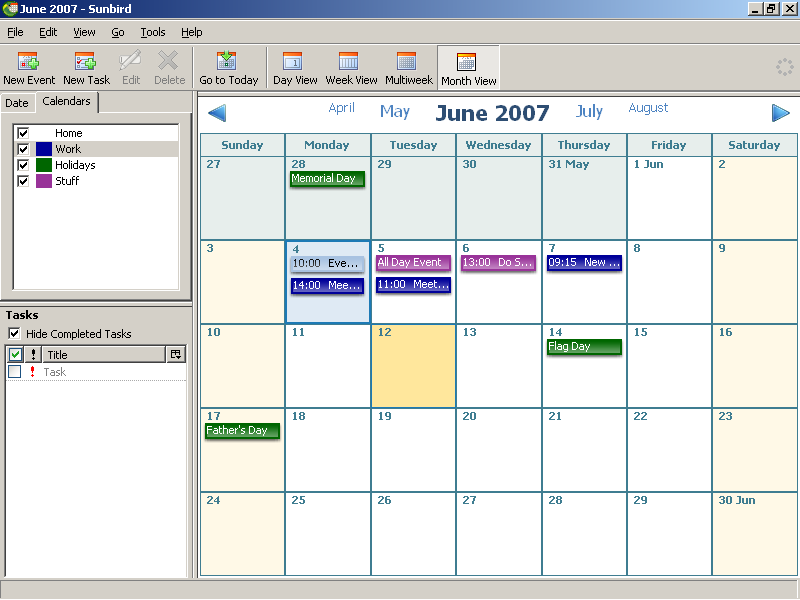 June 2007 - Sunbird
File Edit View Go Tools Help
New Event New Task Edit Delete Go to Today Day View Week View Multiweek Month View
Date Calendars
Home
Work
Holidays
Stuff
Tasks
Hide Completed Tasks
! Title
! Task
April May June 2007 July August
Sunday Monday Tuesday Wednesday Thursday Friday Saturday
27 28 29 30 31 May 1 Jun 2
Memorial Day
3 4 5 6 7 8 9
10:00 Eve... All Day Event 13:00 Do S... 09:15 New ...
14:00 Mee... 11:00 Meet...
10 11 12 13 14 15 16
Flag Day
17 18 19 20 21 22 23
Father's Day
24 25 26 27 28 29 30 Jun